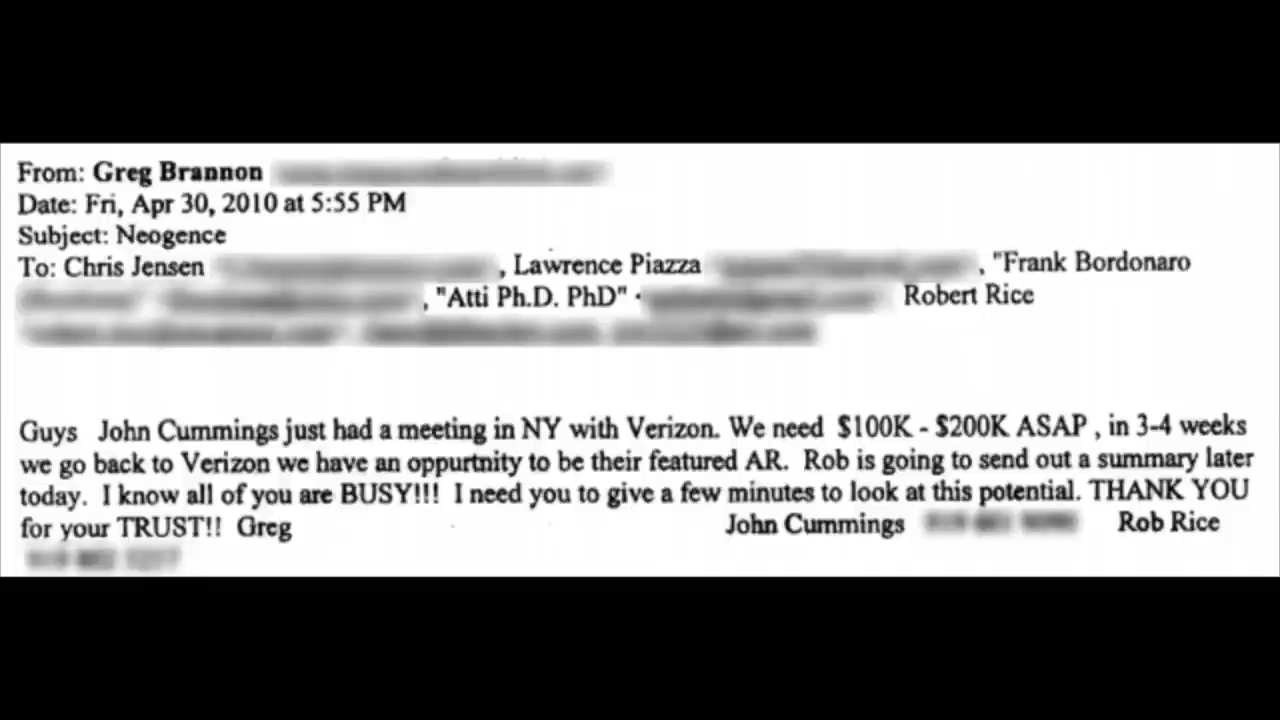 From: Greg Brannon
Date: Fri, Apr 30, 2010 at 5:55 PM
Subject: Neogence
To: Chris Jensen , Lawrence Piazza , "Frank Bordonaro
, "Atti Ph.D. PhD" Robert Rice
Guys John Cummings just had a meeting in NY with Verizon. We need $100K - $200K ASAP , in 3-4 weeks
we go back to Verizon we have an oppurtnity to be their featured AR. Rob is going to send out a summary later
today. I know all of you are BUSY!!! I need you to give a few minutes to look at this potential. THANK YOU
for your TRUST!! Greg John Cummings Rob Rice